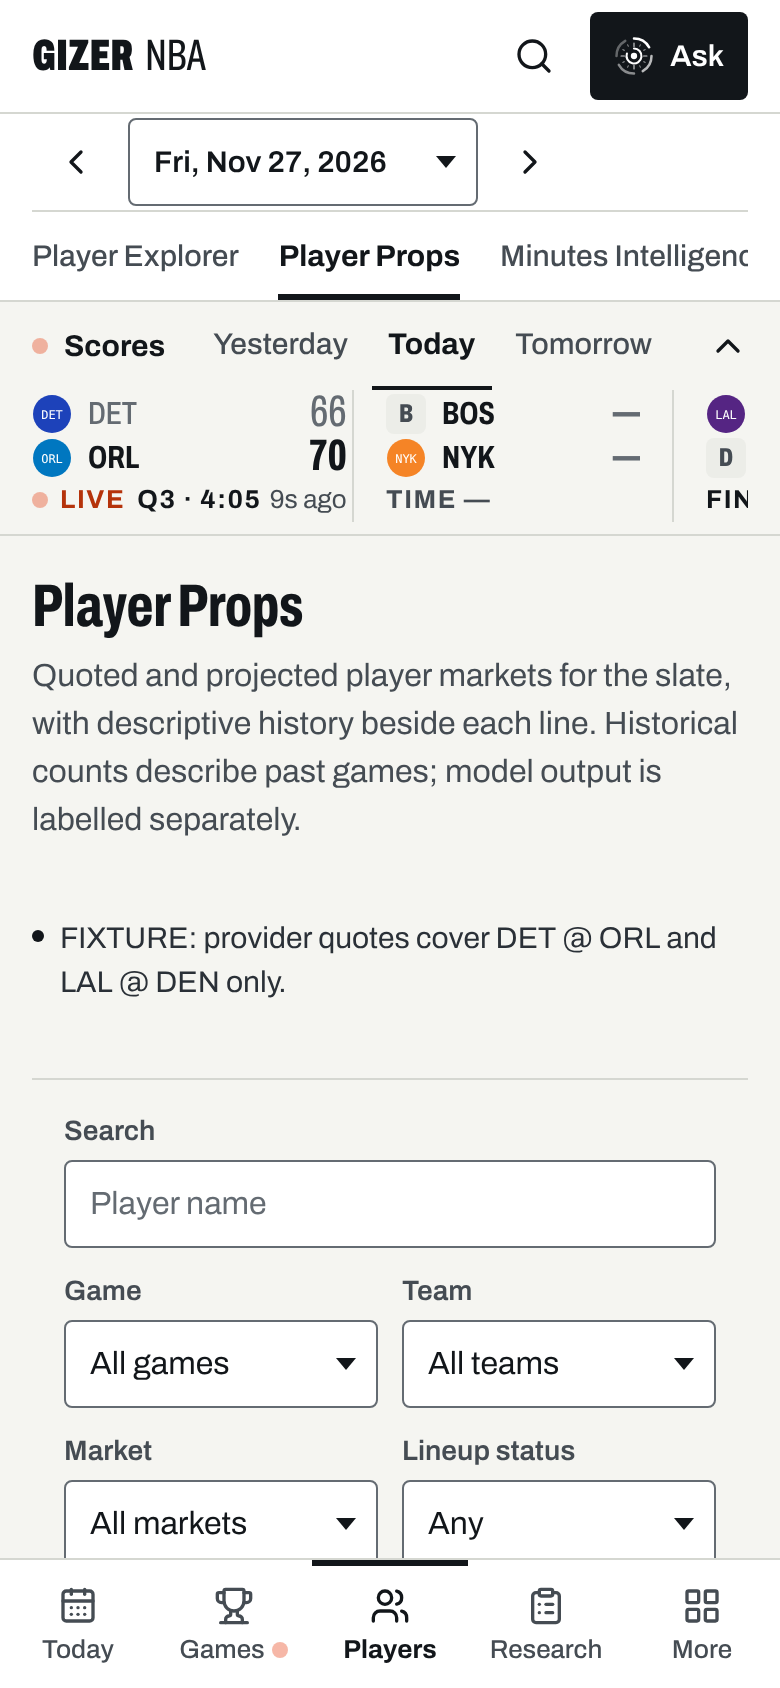 GIZER NBA
Ask
Fri, Nov 27, 2026
Player Explorer Player Props Minutes Intelligenc
Scores Yesterday Today Tomorrow
DET DET 66
ORL ORL 70
LIVE Q3 · 4:05 9s ago
B BOS —
NYK NYK —
TIME —
LAL
D
FIN
Player Props
Quoted and projected player markets for the slate,
with descriptive history beside each line. Historical
counts describe past games; model output is
labelled separately.
• FIXTURE: provider quotes cover DET @ ORL and
LAL @ DEN only.
Search
Player name
Game Team
All games All teams
Market Lineup status
All markets Any
Today Games Players Research More